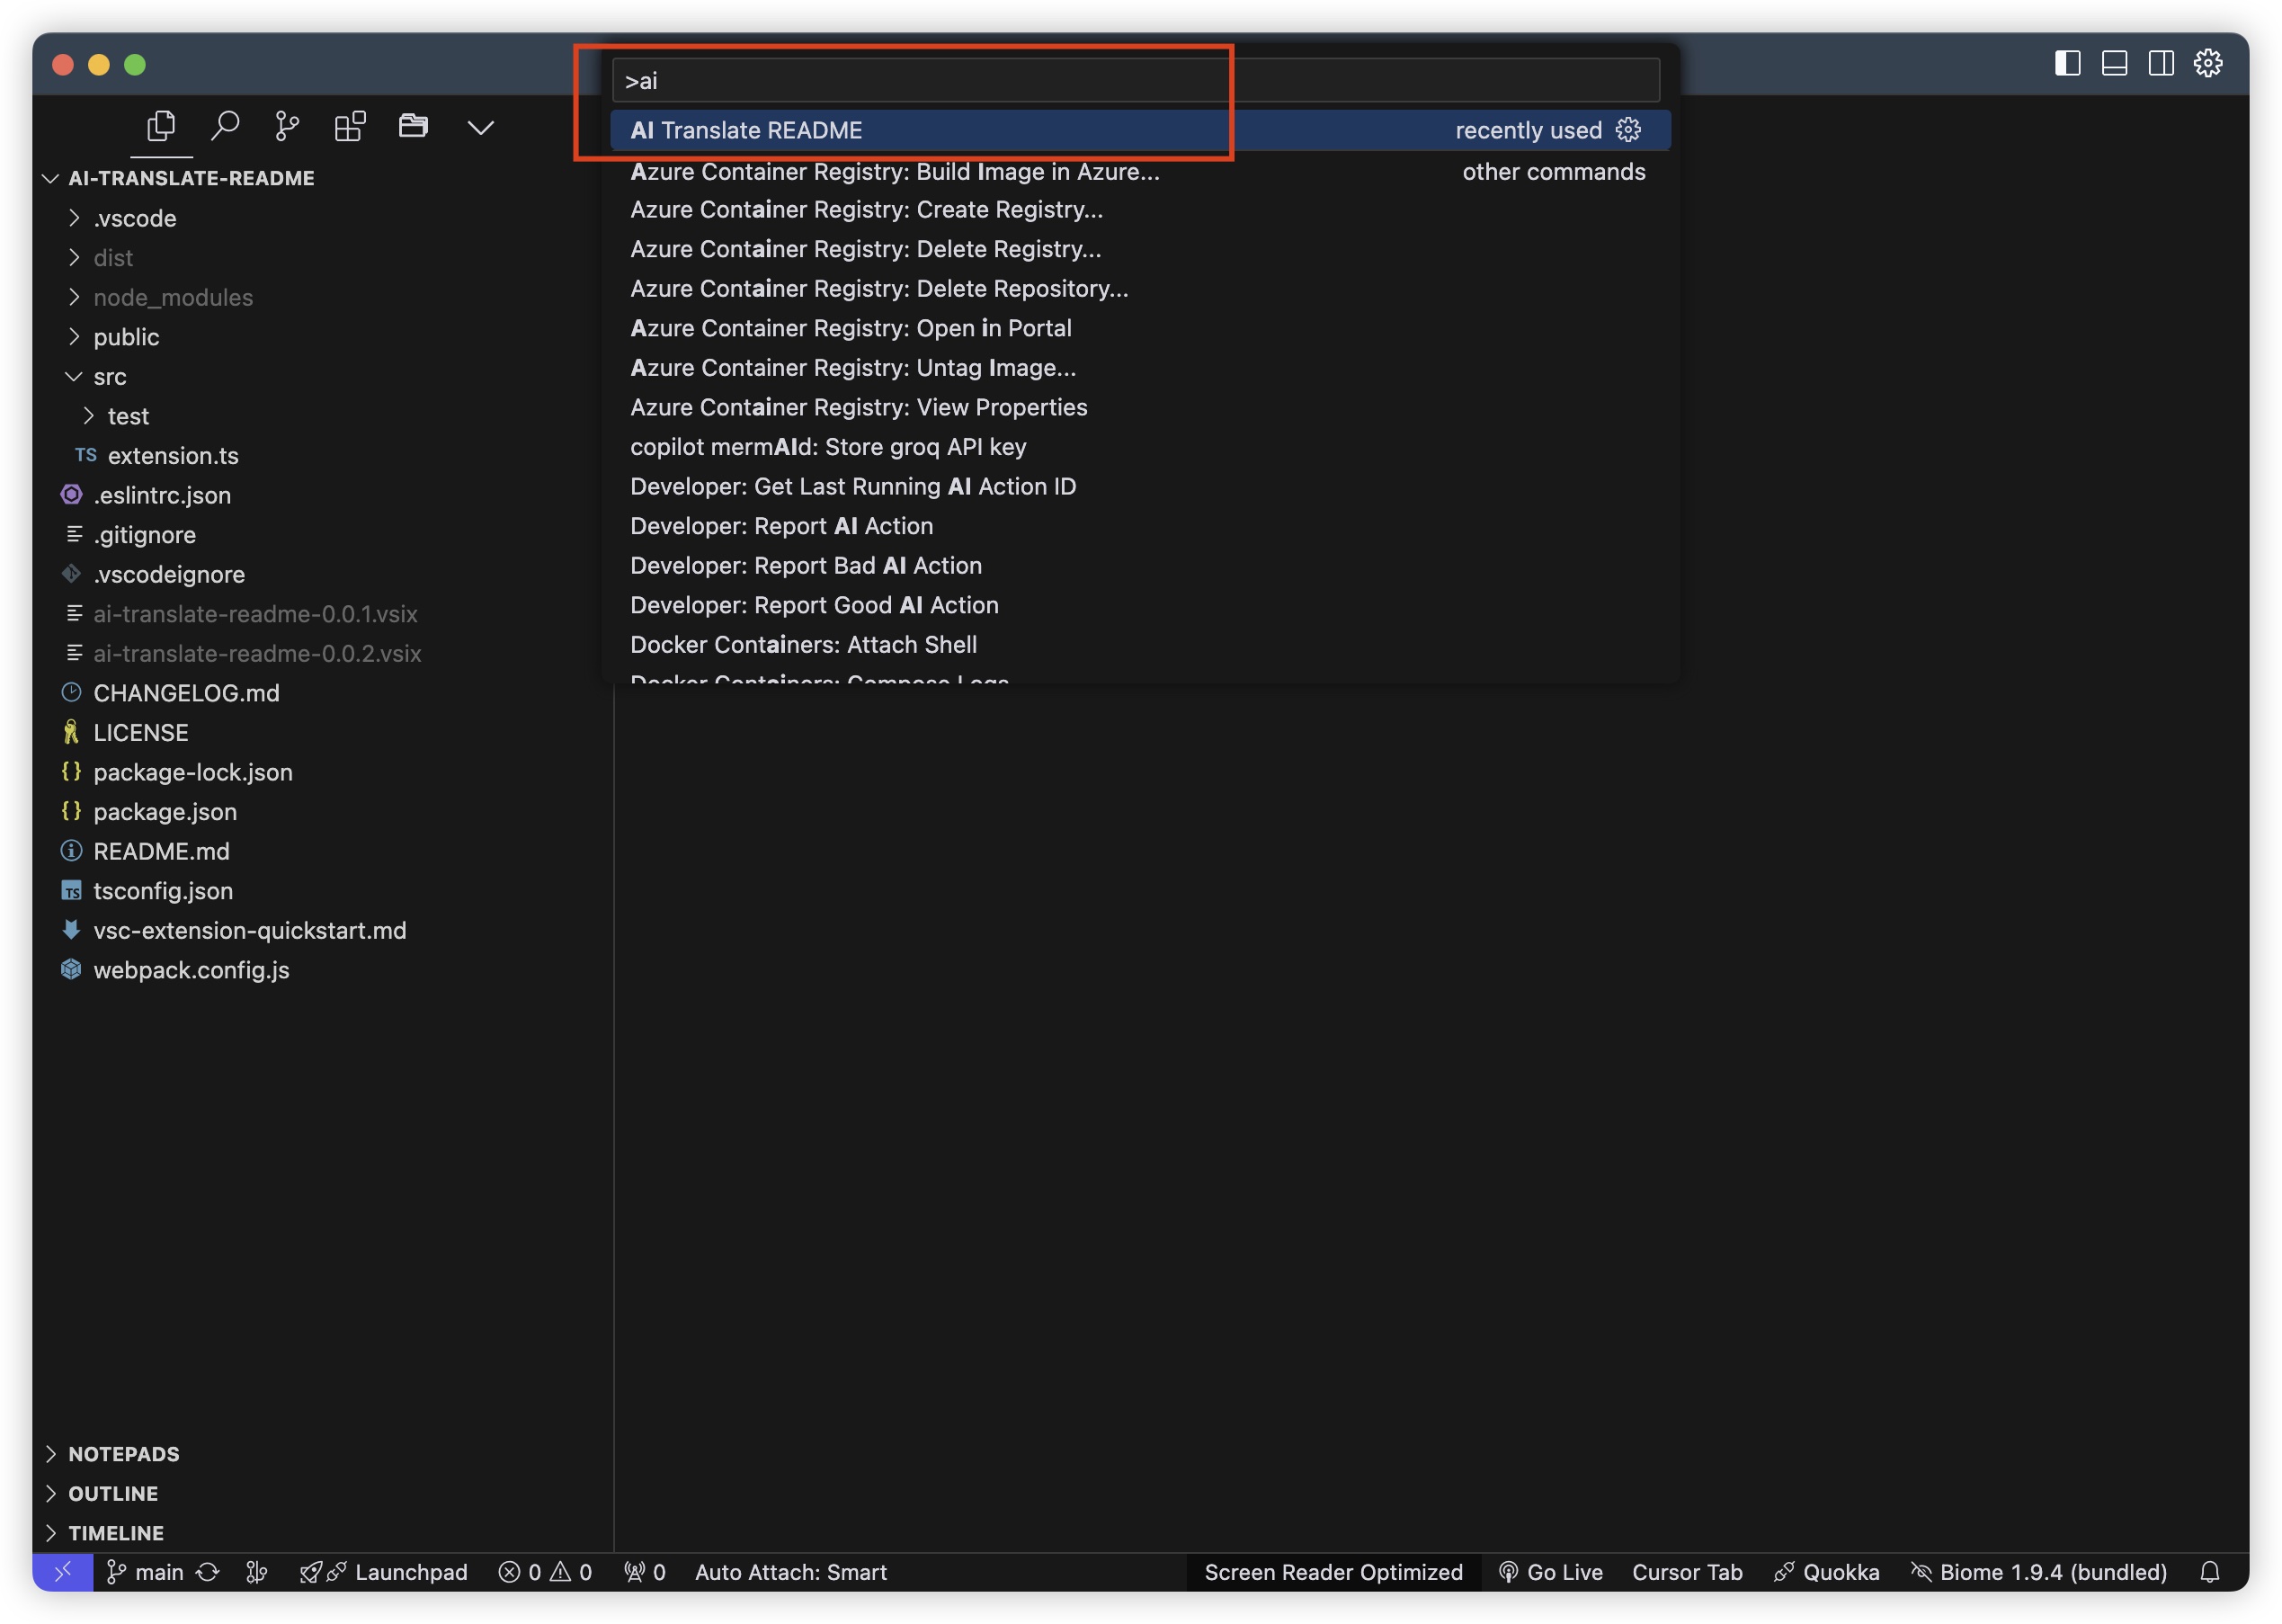 >ai
AI Translate README recently used
Azure Container Registry: Build Image in Azure... other commands
Azure Container Registry: Create Registry...
Azure Container Registry: Delete Registry...
Azure Container Registry: Delete Repository...
Azure Container Registry: Open in Portal
Azure Container Registry: Untag Image...
Azure Container Registry: View Properties
copilot mermAId: Store groq API key
Developer: Get Last Running AI Action ID
Developer: Report AI Action
Developer: Report Bad AI Action
Developer: Report Good AI Action
Docker Containers: Attach Shell
Docker Containers: Compose Logs
AI-TRANSLATE-README
.vscode
dist
node_modules
public
src
test
TS extension.ts
.eslintrc.json
.gitignore
.vscodeignore
ai-translate-readme-0.0.1.vsix
ai-translate-readme-0.0.2.vsix
CHANGELOG.md
LICENSE
{} package-lock.json
{} package.json
README.md
TS tsconfig.json
vsc-extension-quickstart.md
webpack.config.js
NOTEPADS
OUTLINE
TIMELINE
main Launchpad 0 0 0 Auto Attach: Smart Screen Reader Optimized Go Live Cursor Tab Quokka Biome 1.9.4 (bundled)